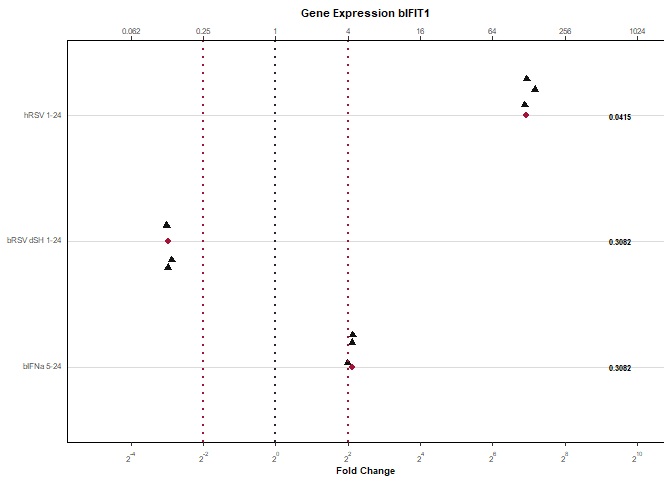 Gene Expression bIFIT1
0.062 0.25 1 4 16 64 256 1024
hRSV 1-24 0.0415
bRSV dSH 1-24 0.3082
bIFNa 5-24 0.3082
2^-4 2^-2 2^0 2^2 2^4 2^6 2^8 2^10
Fold Change